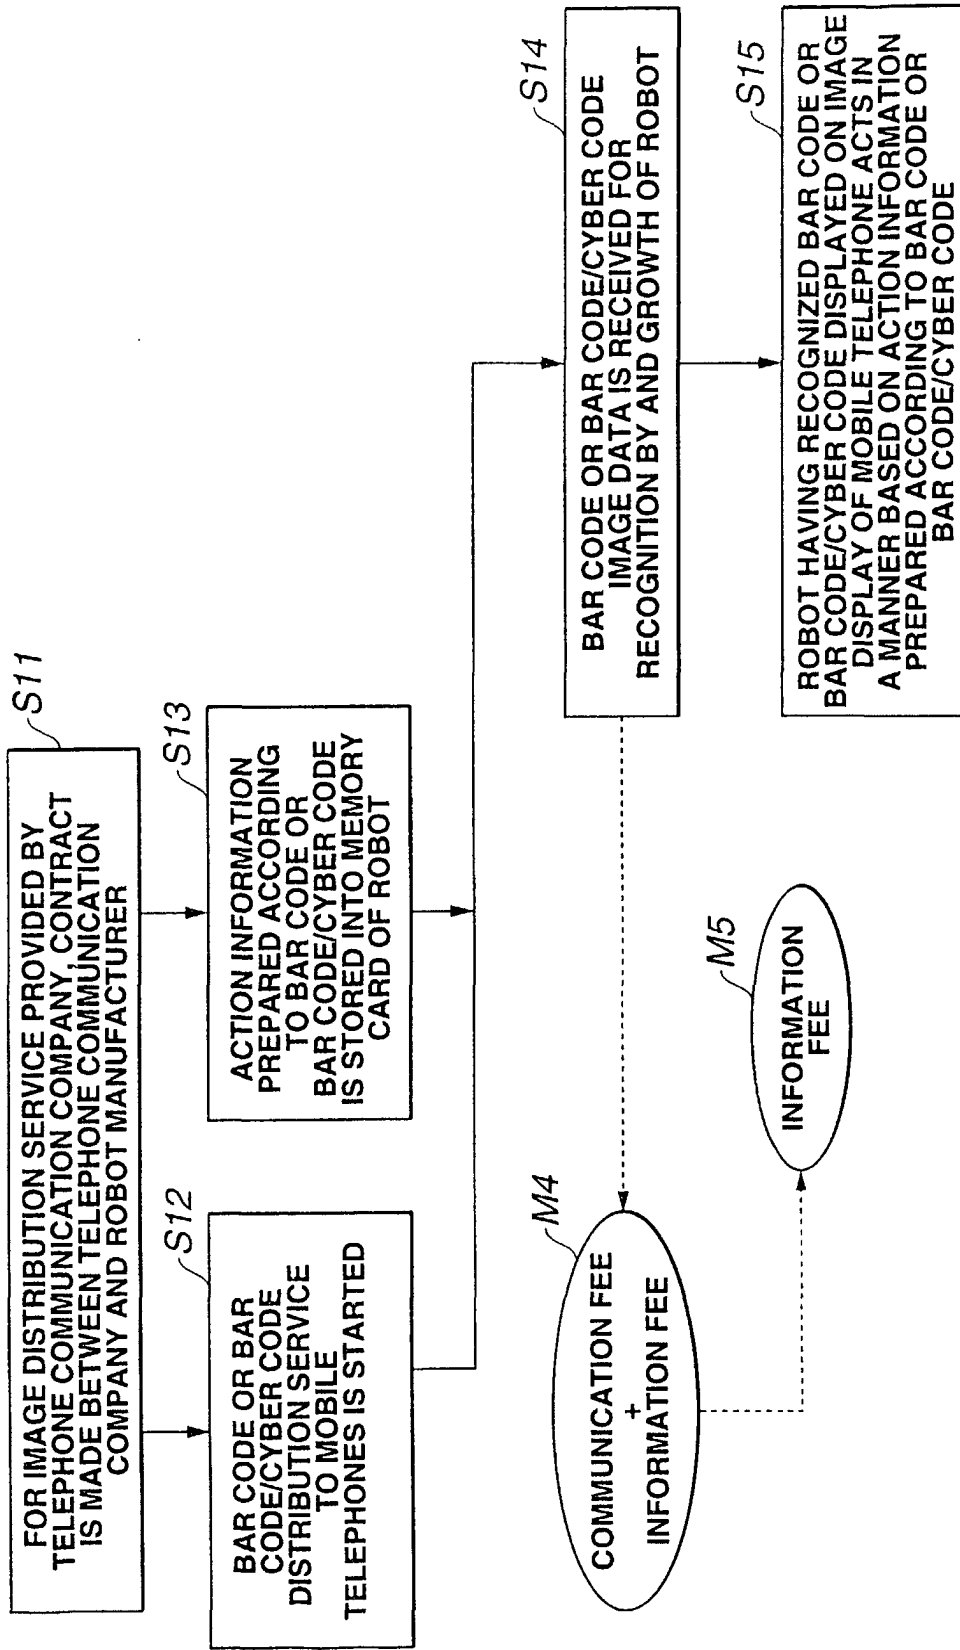 S11
FOR IMAGE DISTRIBUTION SERVICE PROVIDED BY
TELEPHONE COMMUNICATION COMPANY, CONTRACT
IS MADE BETWEEN TELEPHONE COMMUNICATION
COMPANY AND ROBOT MANUFACTURER
S12
BAR CODE OR BAR
CODE/CYBER CODE
DISTRIBUTION SERVICE
TO MOBILE
TELEPHONES IS STARTED
S13
ACTION INFORMATION
PREPARED ACCORDING
TO BAR CODE OR
BAR CODE/CYBER CODE
IS STORED INTO MEMORY
CARD OF ROBOT
S14
BAR CODE OR BAR CODE/CYBER CODE
IMAGE DATA IS RECEIVED FOR
RECOGNITION BY AND GROWTH OF ROBOT
M4
COMMUNICATION FEE
+
INFORMATION FEE
M5
INFORMATION
FEE
S15
ROBOT HAVING RECOGNIZED BAR CODE OR
BAR CODE/CYBER CODE DISPLAYED ON IMAGE
DISPLAY OF MOBILE TELEPHONE ACTS IN
A MANNER BASED ON ACTION INFORMATION
PREPARED ACCORDING TO BAR CODE OR
BAR CODE/CYBER CODE